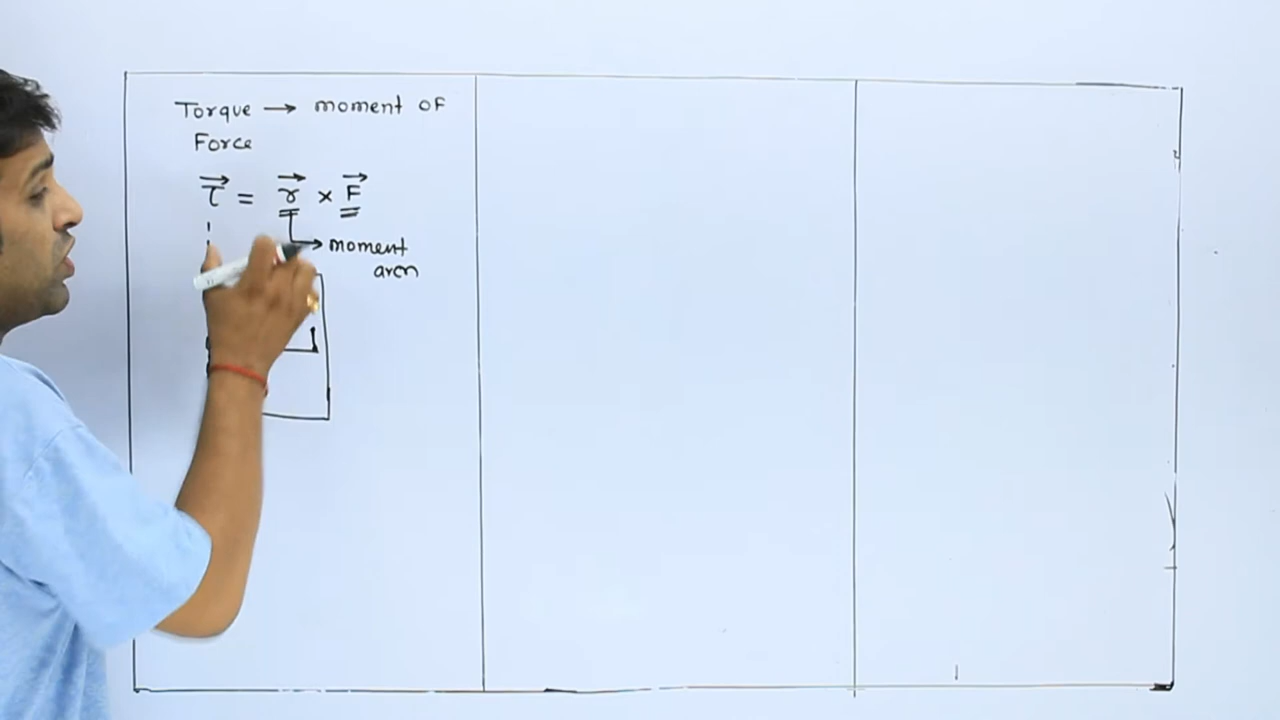 Torque → moment of
Force
τ⃗ = r⃗ × F⃗
→ moment
arm